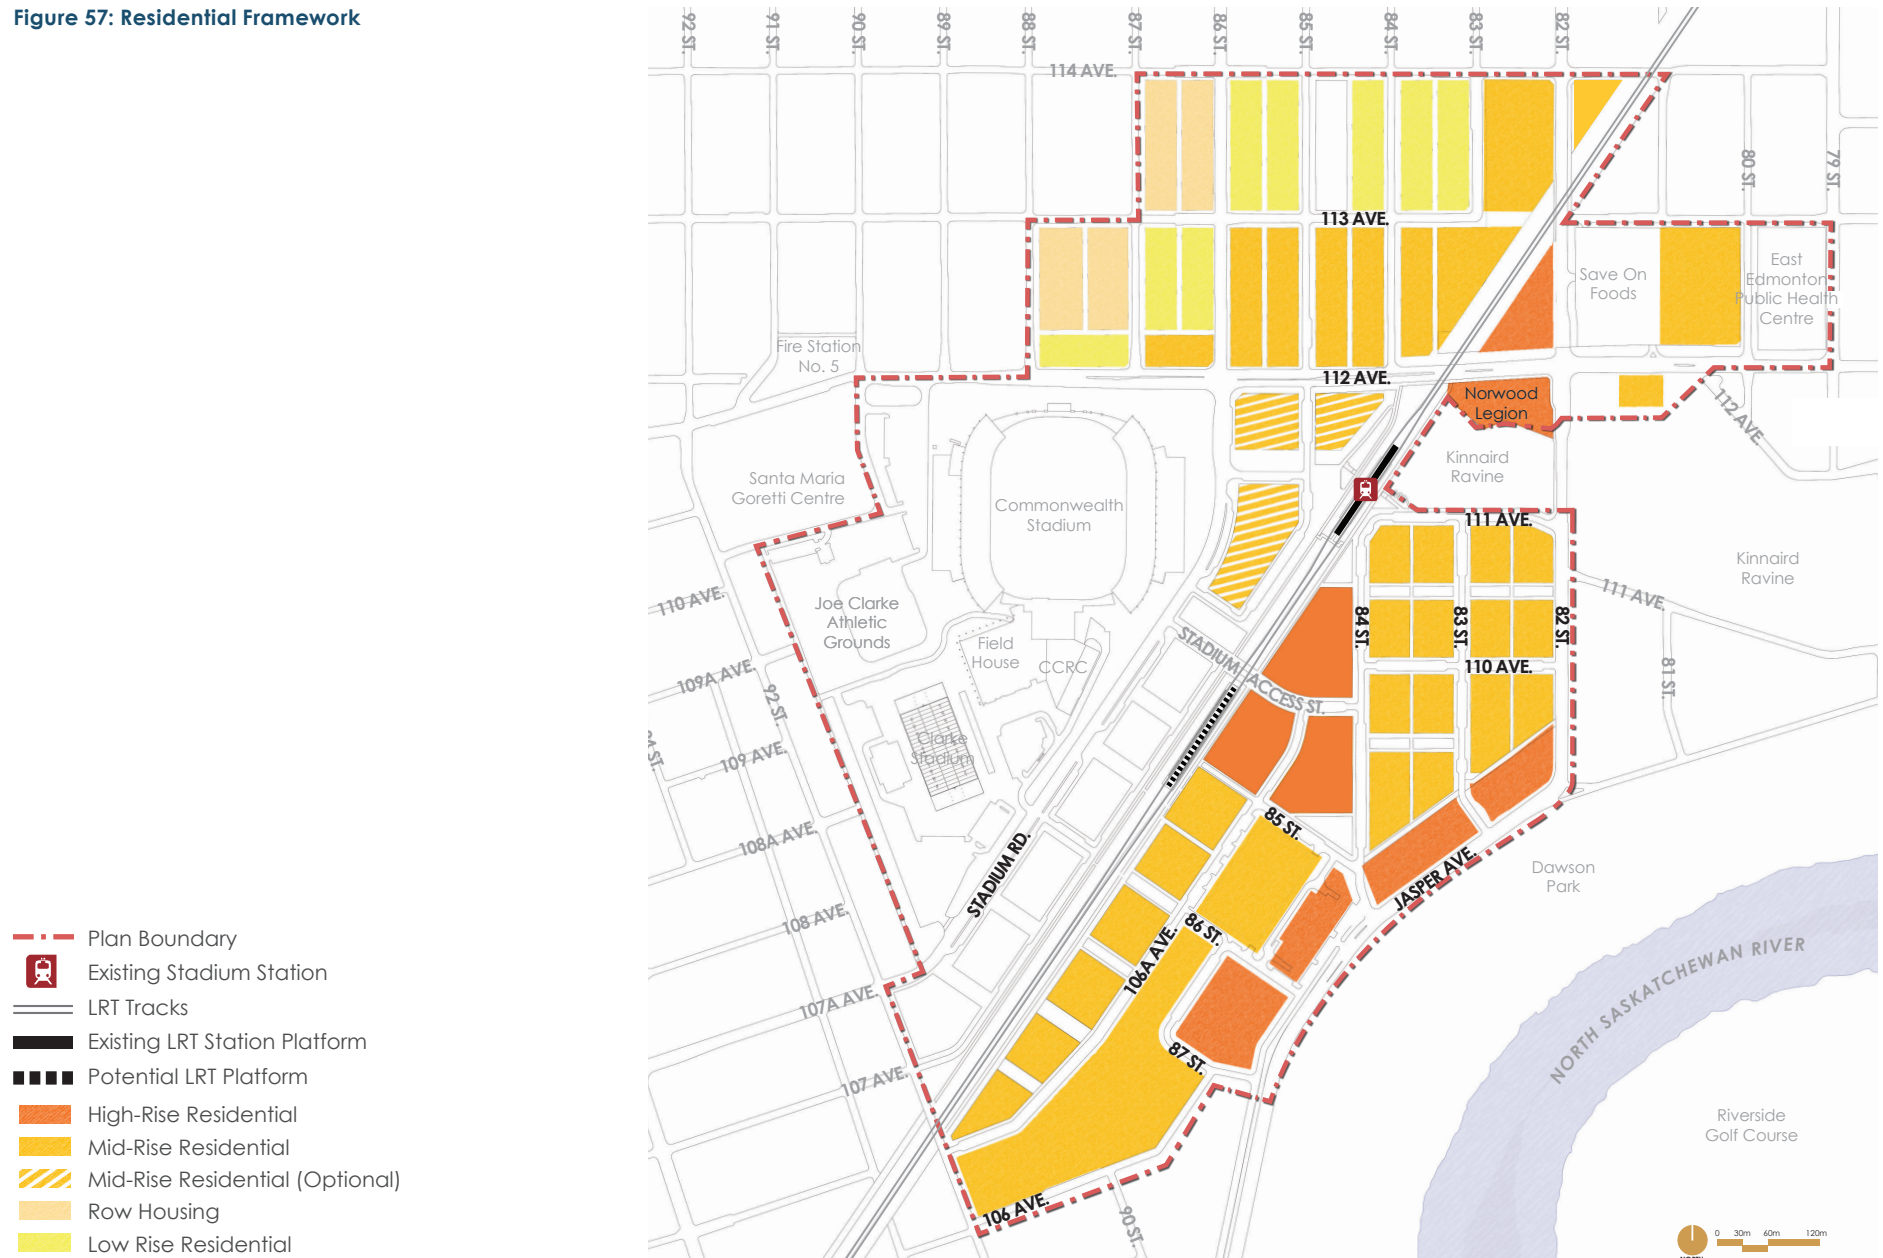 Figure 57: Residential Framework
92 ST.
91 ST.
90 ST.
89 ST.
88 ST.
87 ST.
86 ST.
85 ST.
84 ST.
83 ST.
82 ST.
114 AVE.
80 ST.
79 ST.
113 AVE.
Save On
Foods
East
Edmonton
Public Health
Centre
Fire Station
No. 5
112 AVE.
Norwood
Legion
112 AVE.
Kinnaird
Ravine
Santa Maria
Goretti Centre
Commonwealth
Stadium
111 AVE.
Kinnaird
Ravine
110 AVE.
111 AVE.
Joe Clarke
Athletic
Grounds
84 ST.
83 ST.
82 ST.
Field
House
CCRC
STADIUM ACCESS ST.
110 AVE.
109A AVE.
92 ST.
81 ST.
Clarke
Stadium
109 AVE.
85 ST.
108A AVE.
STADIUM RD.
Dawson
Park
JASPER AVE.
108 AVE.
86 ST.
106A AVE.
NORTH SASKATCHEWAN RIVER
107A AVE.
87 ST.
107 AVE.
Riverside
Golf Course
106 AVE.
90 ST.
Plan Boundary
Existing Stadium Station
LRT Tracks
Existing LRT Station Platform
Potential LRT Platform
High-Rise Residential
Mid-Rise Residential
Mid-Rise Residential (Optional)
Row Housing
Low Rise Residential
0 30m 60m 120m
NORTH